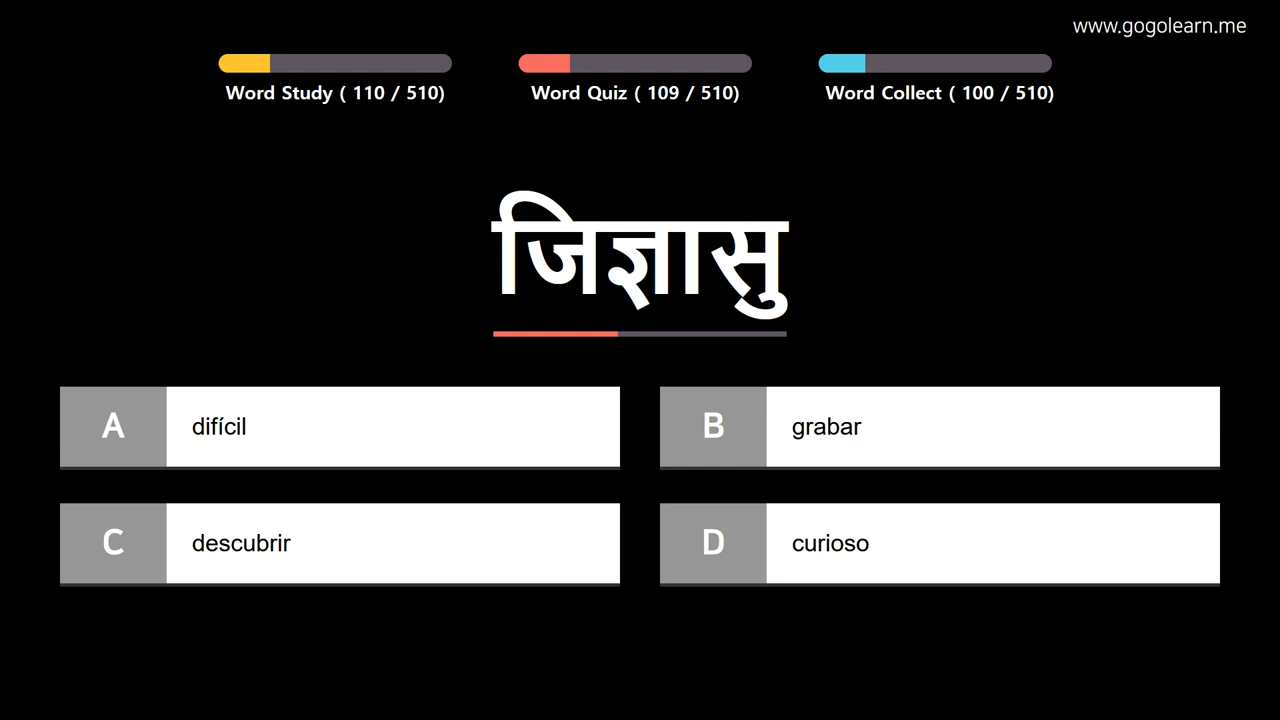 www.gogolearn.me
Word Study ( 110 / 510)
Word Quiz ( 109 / 510)
Word Collect ( 100 / 510)
जिज्ञासु
A
difícil
B
grabar
C
descubrir
D
curioso